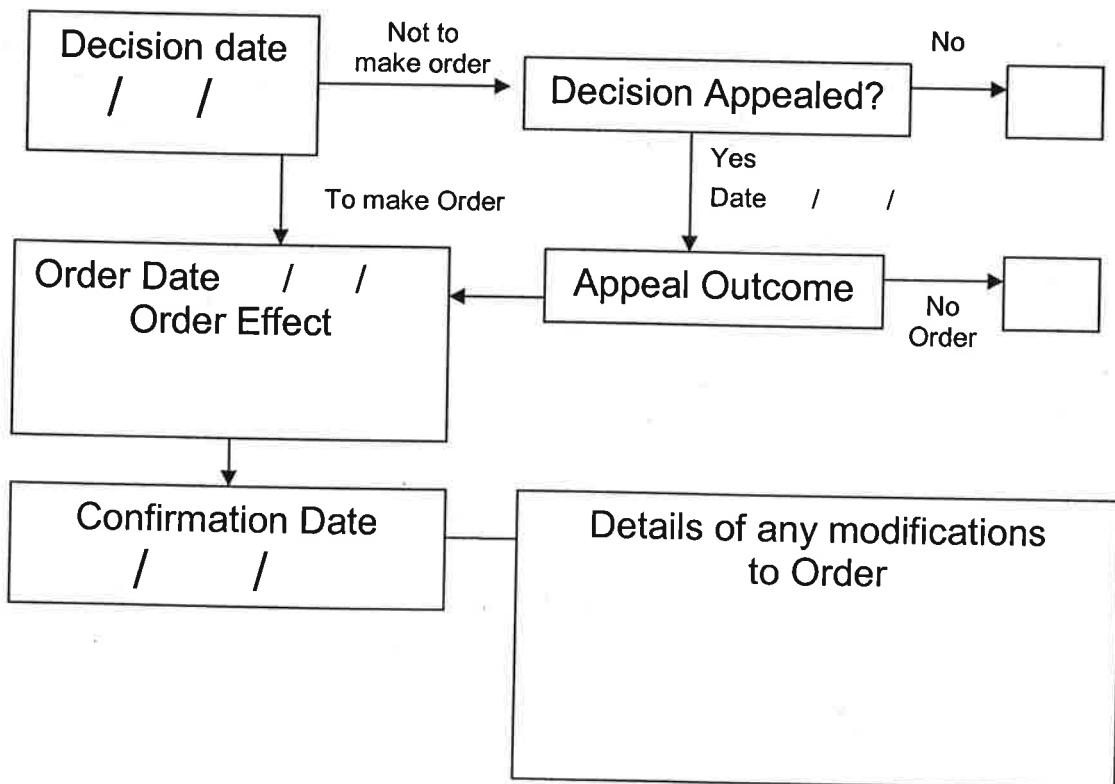 Decision date
/ /
Not to
make order
Decision Appealed?
No
Yes
Date / /
To make Order
Order Date / /
Order Effect
Appeal Outcome
No
Order
Confirmation Date
/ /
Details of any modifications
to Order